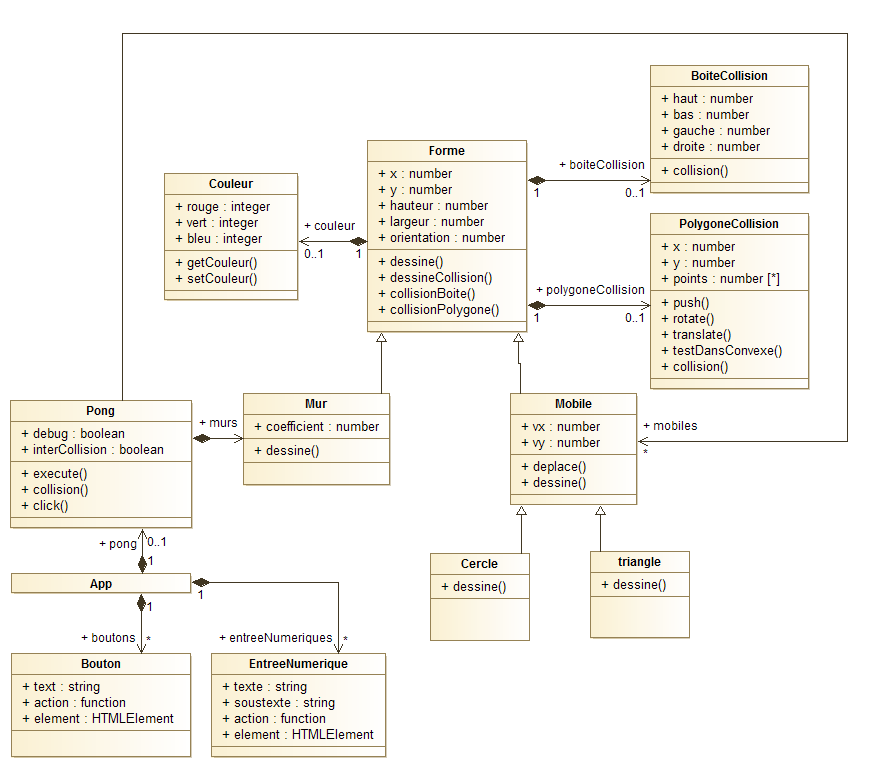 BoiteCollision
+ haut : number
+ bas : number
+ gauche : number
+ droite : number
+ collision()
Forme
+ x : number
+ y : number
+ hauteur : number
+ largeur : number
+ orientation : number
+ dessine()
+ dessineCollision()
+ collisionBoite()
+ collisionPolygone()
+ boiteCollision
1
0..1
Couleur
+ rouge : integer
+ vert : integer
+ bleu : integer
+ getCouleur()
+ setCouleur()
+ couleur
0..1
1
PolygoneCollision
+ x : number
+ y : number
+ points : number [*]
+ push()
+ rotate()
+ translate()
+ testDansConvexe()
+ collision()
+ polygoneCollision
1
0..1
Pong
+ debug : boolean
+ interCollision : boolean
+ execute()
+ collision()
+ click()
+ murs
Mur
+ coefficient : number
+ dessine()
Mobile
+ vx : number
+ vy : number
+ deplace()
+ dessine()
+ mobiles
*
+ pong
0..1
1
Cercle
+ dessine()
triangle
+ dessine()
App
1
1
+ boutons
*
+ entreeNumeriques
*
Bouton
+ text : string
+ action : function
+ element : HTMLElement
EntreeNumerique
+ texte : string
+ soustexte : string
+ action : function
+ element : HTMLElement